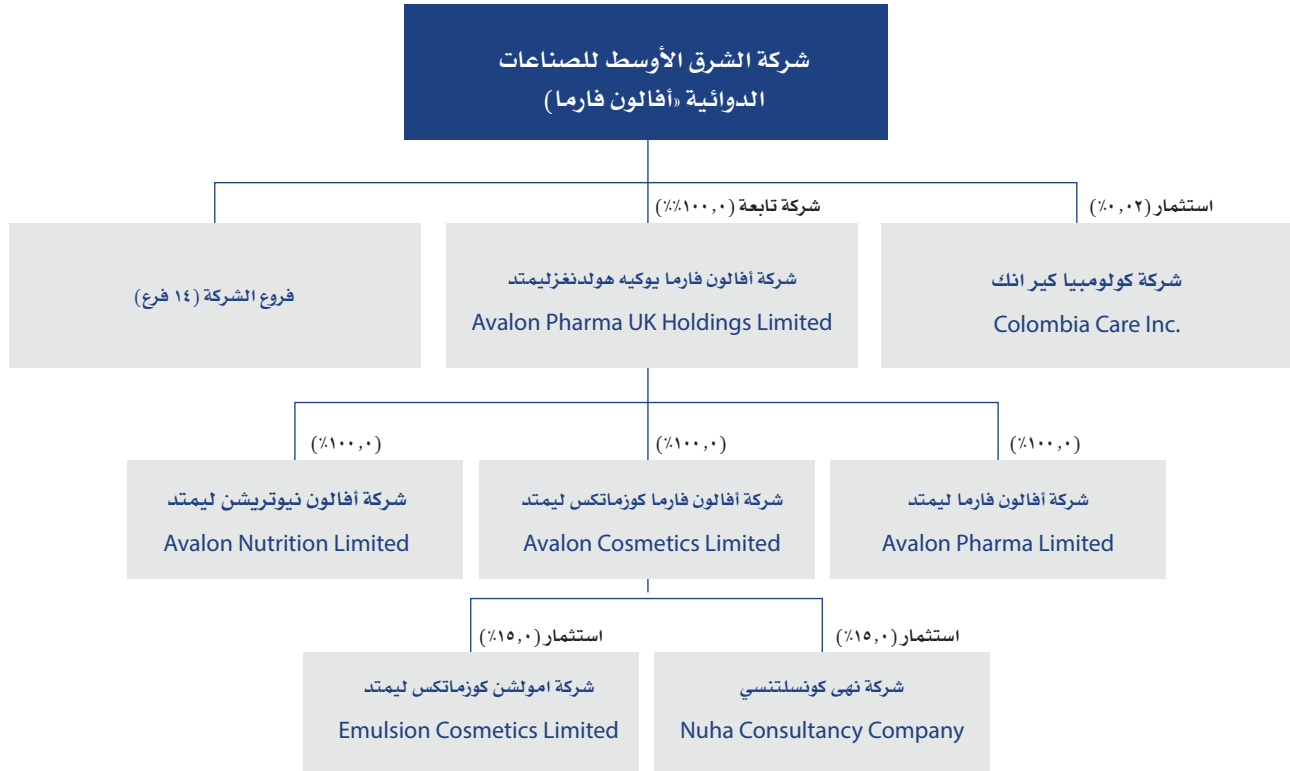 شركة الشرق الأوسط للصناعات
الدوائية «أفالون فارما)
استثمار (٠,٠٢٪)
شركة تابعة (١٠٠,٠٪٪)
شركة كولومبيا كير انك
Colombia Care Inc.
شركة أفالون فارما يوكيه هولدنغزليمتد
Avalon Pharma UK Holdings Limited
فروع الشركة (١٤ فرع)
(١٠٠,٠٪)
(١٠٠,٠٪)
(١٠٠,٠٪)
شركة أفالون فارما ليمتد
Avalon Pharma Limited
شركة أفالون فارما كوزماتكس ليمتد
Avalon Cosmetics Limited
شركة أفالون نيوتريشن ليمتد
Avalon Nutrition Limited
استثمار (١٥,٠٪)
استثمار (١٥,٠٪)
شركة نهى كونسلتنسي
Nuha Consultancy Company
شركة امولشن كوزماتكس ليمتد
Emulsion Cosmetics Limited